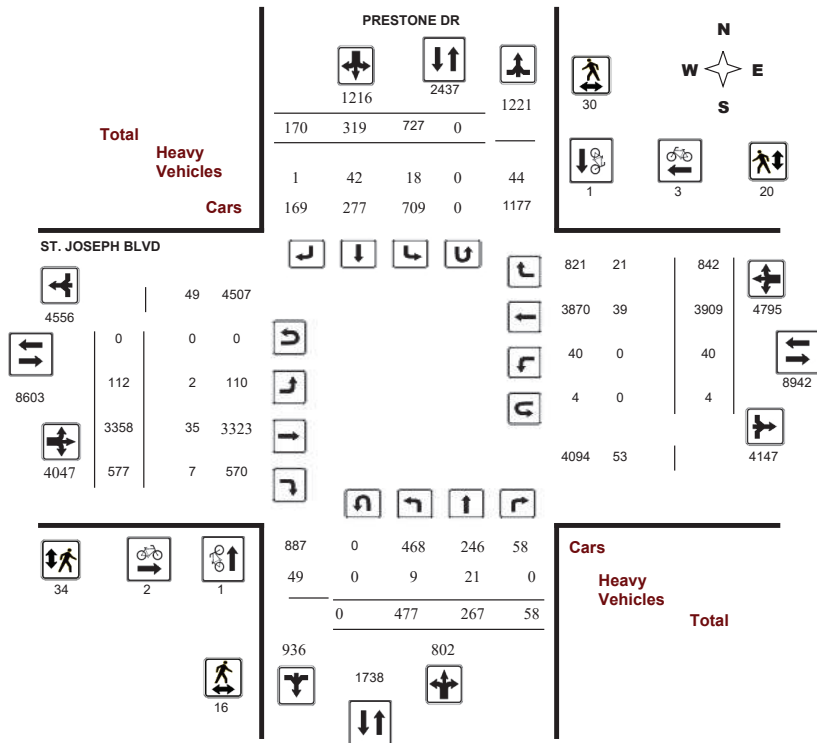 PRESTONE DR
N
W E
S
1216 2437 1221 30
170 319 727 0
Total
Heavy
Vehicles
Cars
1 42 18 0 44
169 277 709 0 1177
1 3 20
ST. JOSEPH BLVD
4556 49 4507
0 0 0
8603 112 2 110
3358 35 3323
4047 577 7 570
821 21 842
3870 39 3909 4795
40 0 40
8942
4 0 4
4094 53 4147
887 0 468 246 58
49 0 9 21 0
0 477 267 58
34 2 1
936 802
1738
16
Cars
Heavy
Vehicles
Total